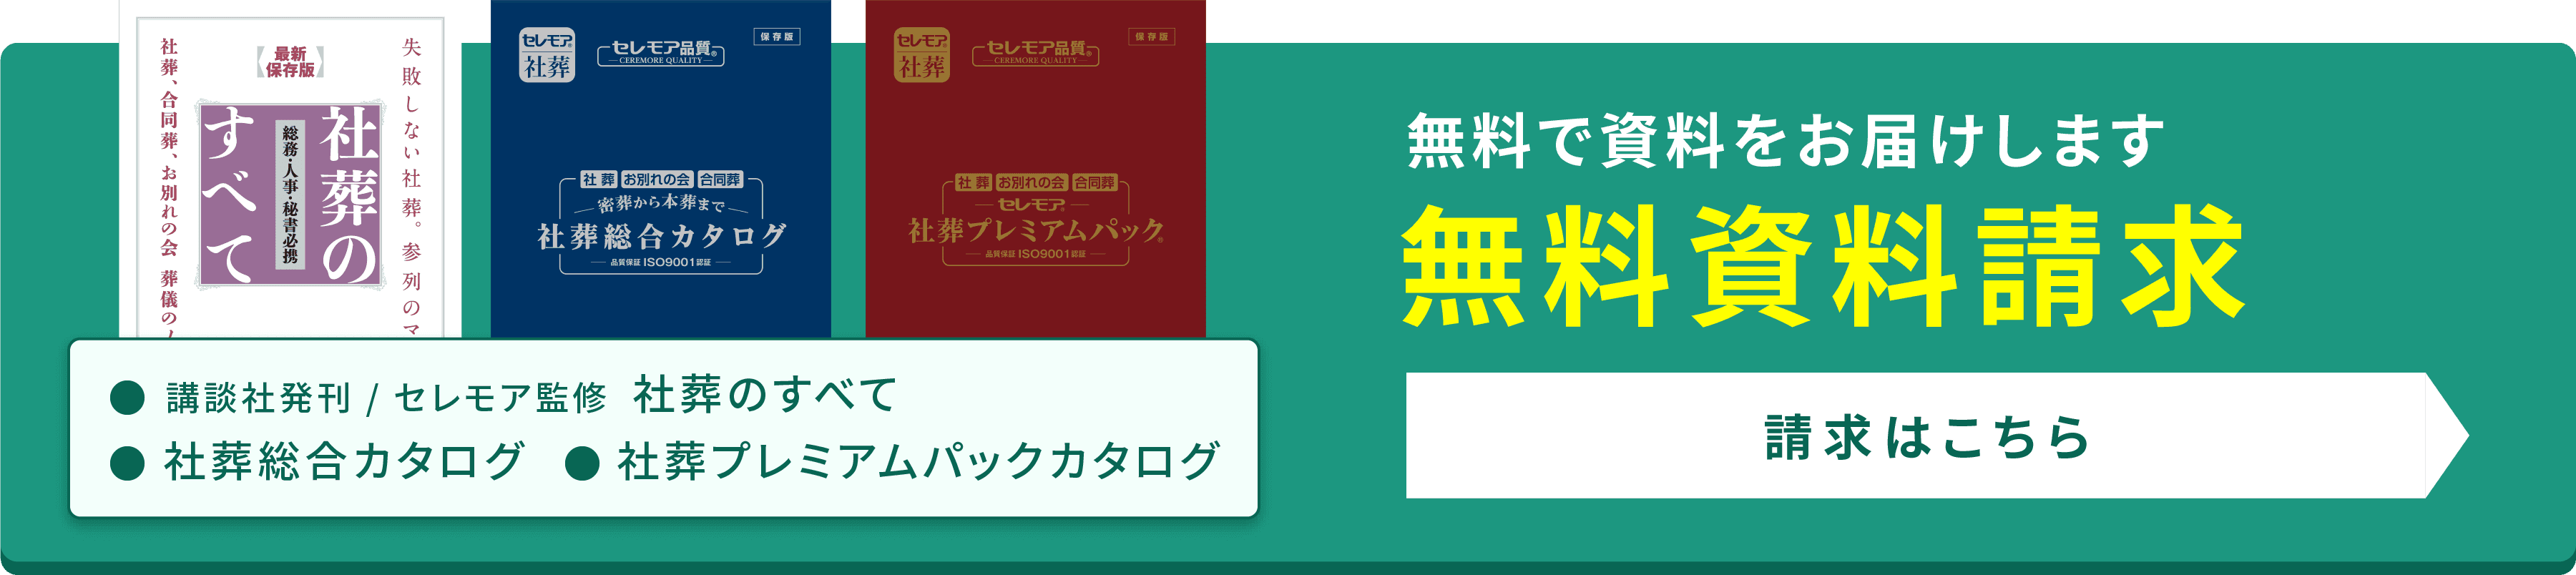 失敗しない社葬。参列のマ
最新
保存版
社葬の
総務・人事・秘書必携
すべて
社葬、合同葬、お別れの会 葬儀の
セレモア®
社葬
セレモア品質®
CEREMORE QUALITY
保存版
社葬 お別れの会 合同葬
密葬から本葬まで
社葬総合カタログ
品質保証 ISO9001認証
セレモア®
社葬
セレモア品質®
CEREMORE QUALITY
保存版
社葬 お別れの会 合同葬
セレモア®
社葬プレミアムパック®
品質保証 ISO9001認証
● 講談社発刊 / セレモア監修 社葬のすべて
● 社葬総合カタログ ● 社葬プレミアムパックカタログ
無料で資料をお届けします
無料資料請求
請求はこちら